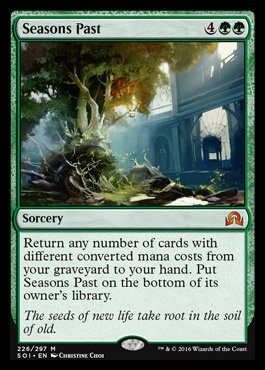 Seasons Past 4
Sorcery
Return any number of cards with
different converted mana costs from
your graveyard to your hand. Put
Seasons Past on the bottom of its
owner's library.
The seeds of new life take root in the soil
of old.
226/297 M
SOI • EN Christine Choi
™ & © 2016 Wizards of the Coast